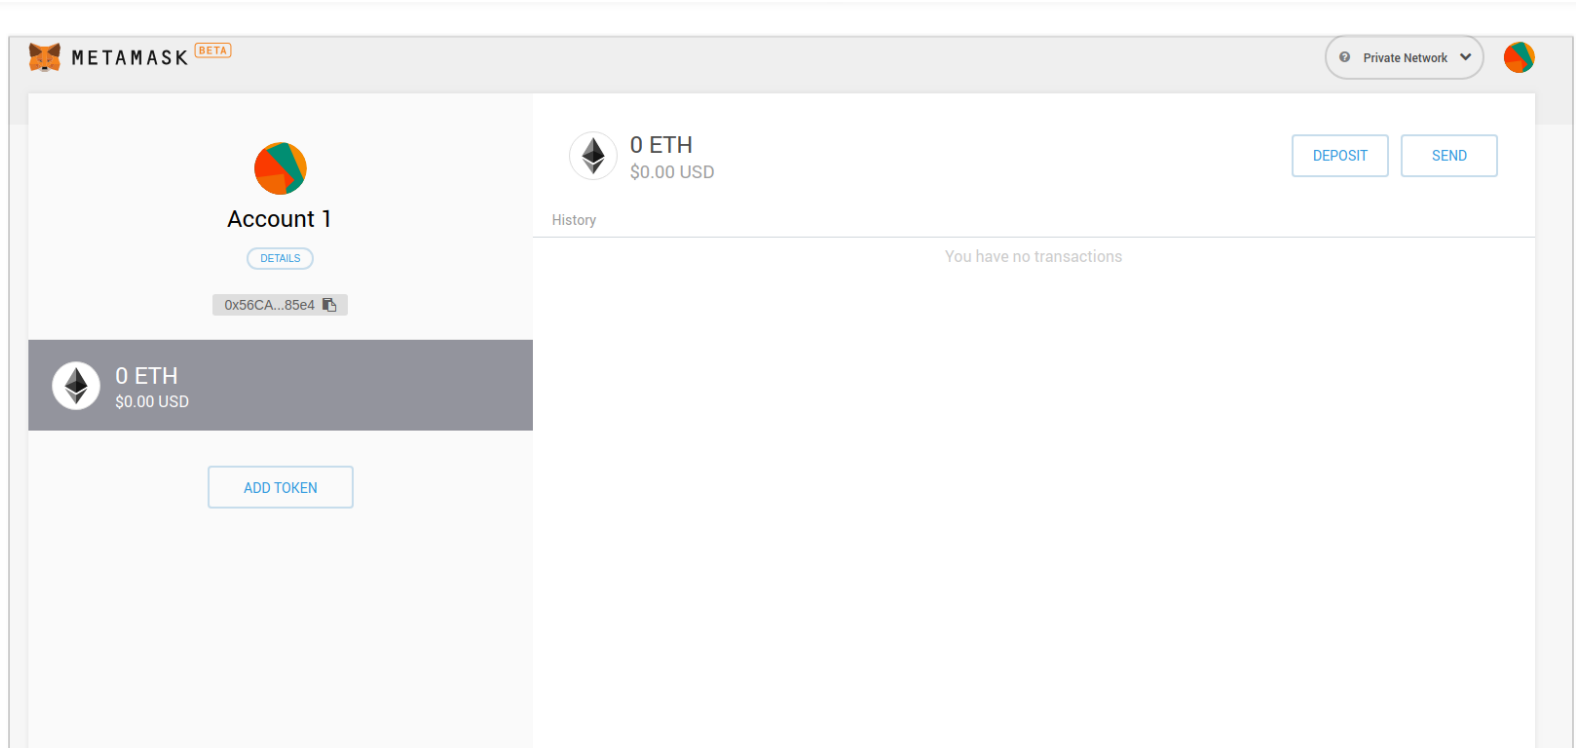 METAMASK BETA
Private Network
Account 1
DETAILS
0x56CA...85e4
0 ETH
$0.00 USD
ADD TOKEN
0 ETH
$0.00 USD
DEPOSIT
SEND
History
You have no transactions